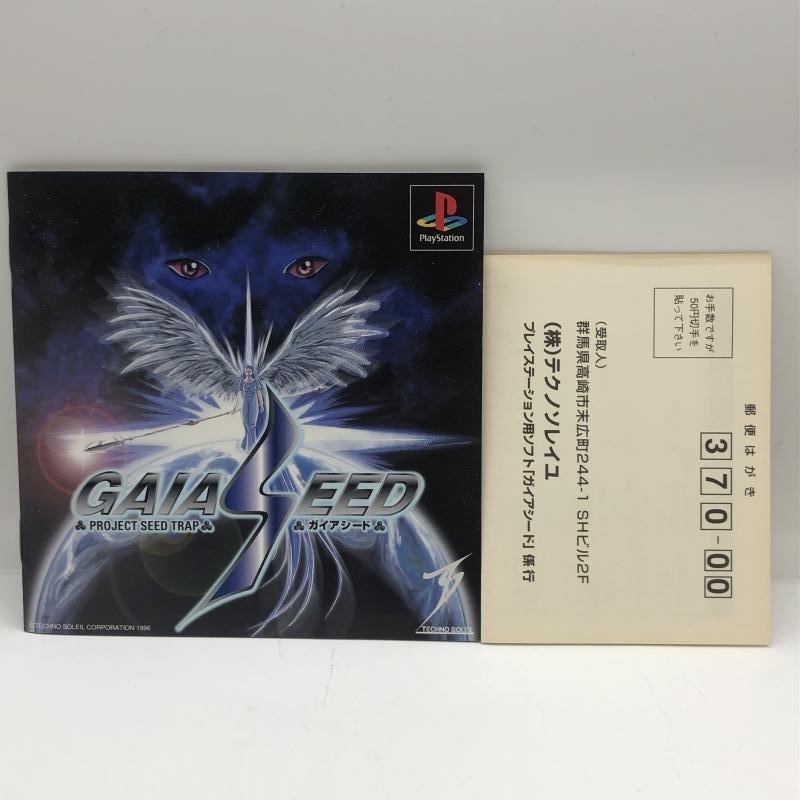 PlayStation
GAIA SEED
♣ PROJECT SEED TRAP ♣
♣ ガイアシード ♣
©TECHNO SOLEIL CORPORATION 1996
TECHNO SOLEIL
郵便はがき
370-00
お手数ですが
50円切手を
貼って下さい
(受取人)
群馬県高崎市末広町244-1 SHビル2F
(株)テクノソレイユ
プレイステーション用ソフト「ガイアシード」係行